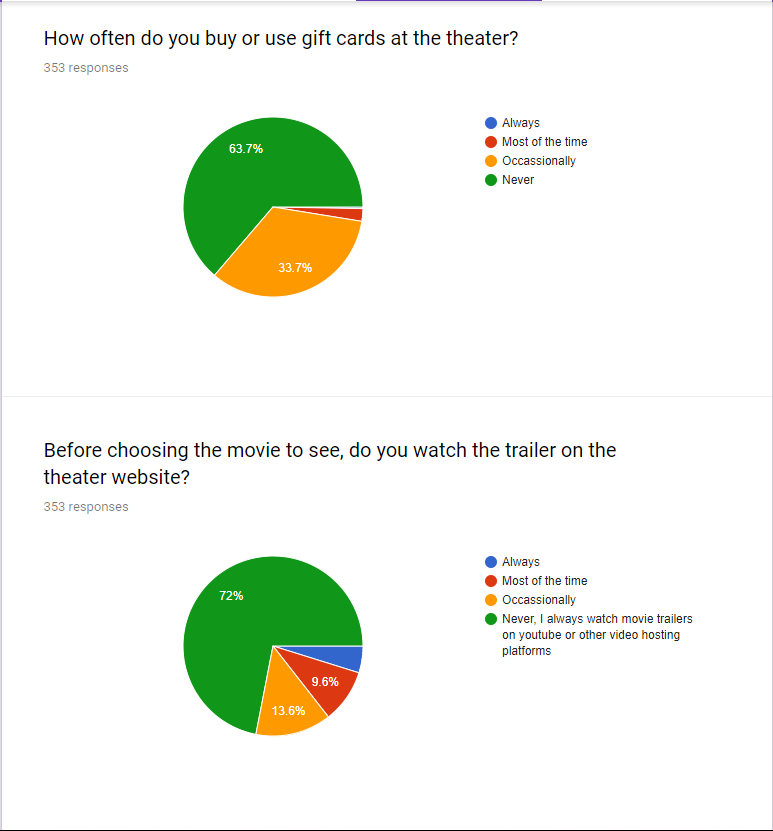 How often do you buy or use gift cards at the theater?
353 responses
63.7%
33.7%
Always
Most of the time
Occassionally
Never
Before choosing the movie to see, do you watch the trailer on the
theater website?
353 responses
72%
9.6%
13.6%
Always
Most of the time
Occassionally
Never, I always watch movie trailers
on youtube or other video hosting
platforms